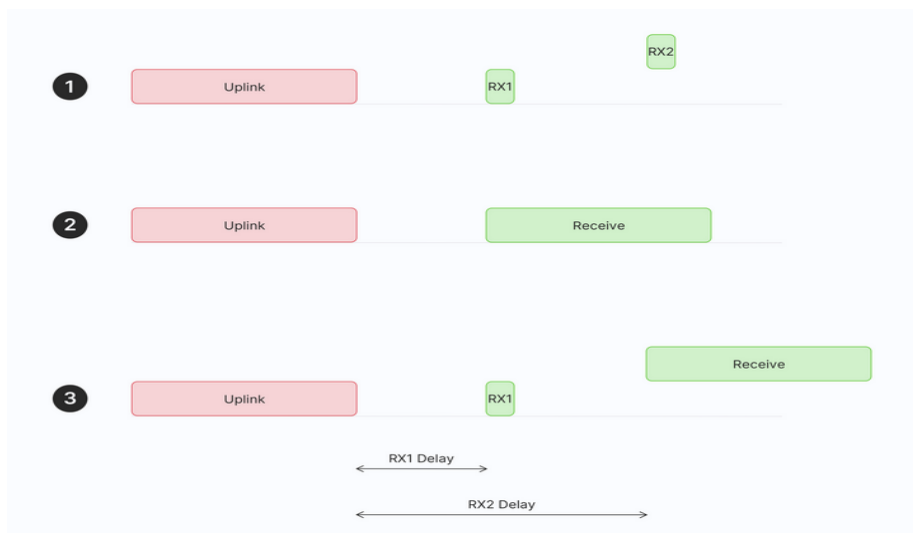 RX2
1
Uplink
RX1
2
Uplink
Receive
Receive
3
Uplink
RX1
RX1 Delay
RX2 Delay